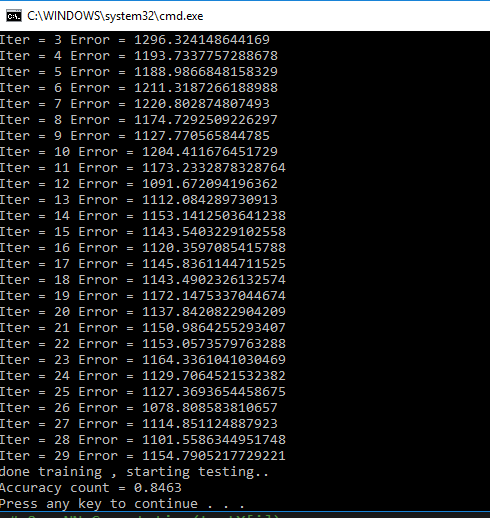 C:\WINDOWS\system32\cmd.exe
Iter = 3 Error = 1296.324148644169
Iter = 4 Error = 1193.7337757288678
Iter = 5 Error = 1188.9866848158329
Iter = 6 Error = 1211.3187266188988
Iter = 7 Error = 1220.802874807493
Iter = 8 Error = 1174.7292509226297
Iter = 9 Error = 1127.770565844785
Iter = 10 Error = 1204.411676451729
Iter = 11 Error = 1173.2332878328764
Iter = 12 Error = 1091.672094196362
Iter = 13 Error = 1112.084289730913
Iter = 14 Error = 1153.1412503641238
Iter = 15 Error = 1143.5403229102558
Iter = 16 Error = 1120.3597085415788
Iter = 17 Error = 1145.8361144711525
Iter = 18 Error = 1143.4902326132574
Iter = 19 Error = 1172.1475337044674
Iter = 20 Error = 1137.8420822904209
Iter = 21 Error = 1150.9864255293407
Iter = 22 Error = 1153.0573579763288
Iter = 23 Error = 1164.3361041030469
Iter = 24 Error = 1129.7064521532382
Iter = 25 Error = 1127.3693654458675
Iter = 26 Error = 1078.808583810657
Iter = 27 Error = 1114.851124887923
Iter = 28 Error = 1101.5586344951748
Iter = 29 Error = 1154.7905217729221
done training , starting testing..
Accuracy count = 0.8463
Press any key to continue . . .